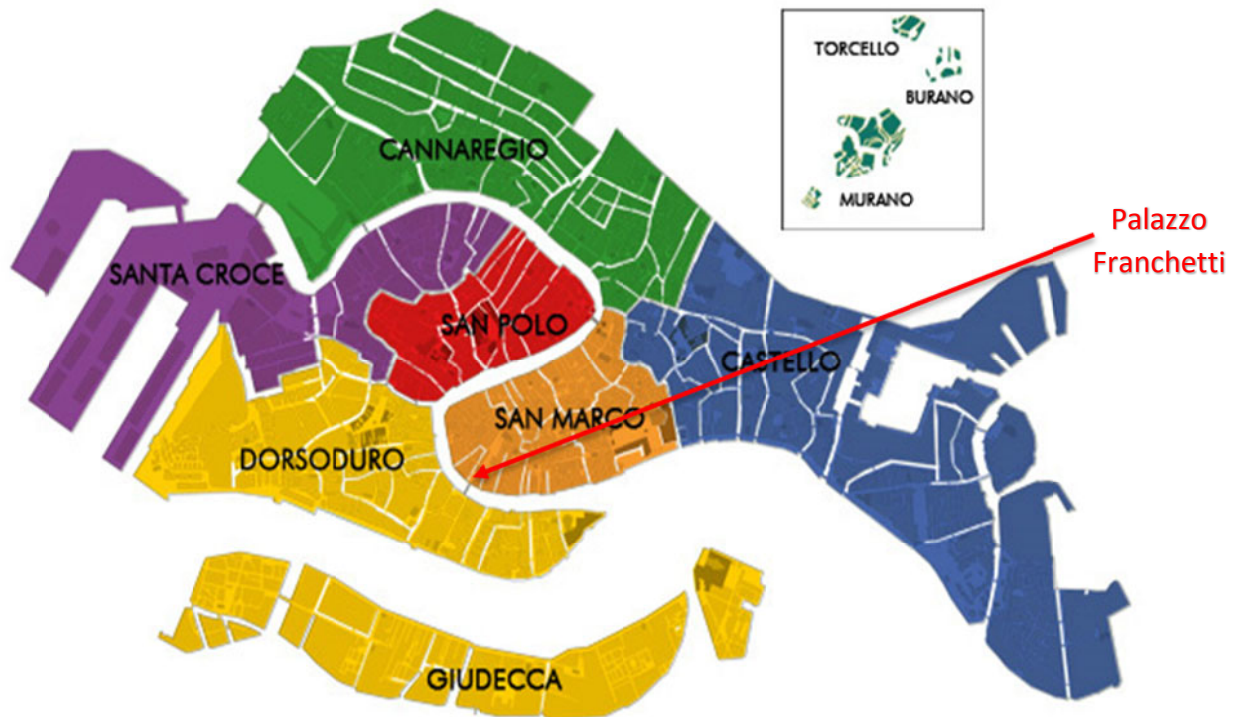 TORCELLO
BURANO
CANNAREGIO
MURANO
Palazzo
Franchetti
SANTA CROCE
SAN POLO
CASTELLO
SAN MARCO
DORSODURO
GIUDECCA